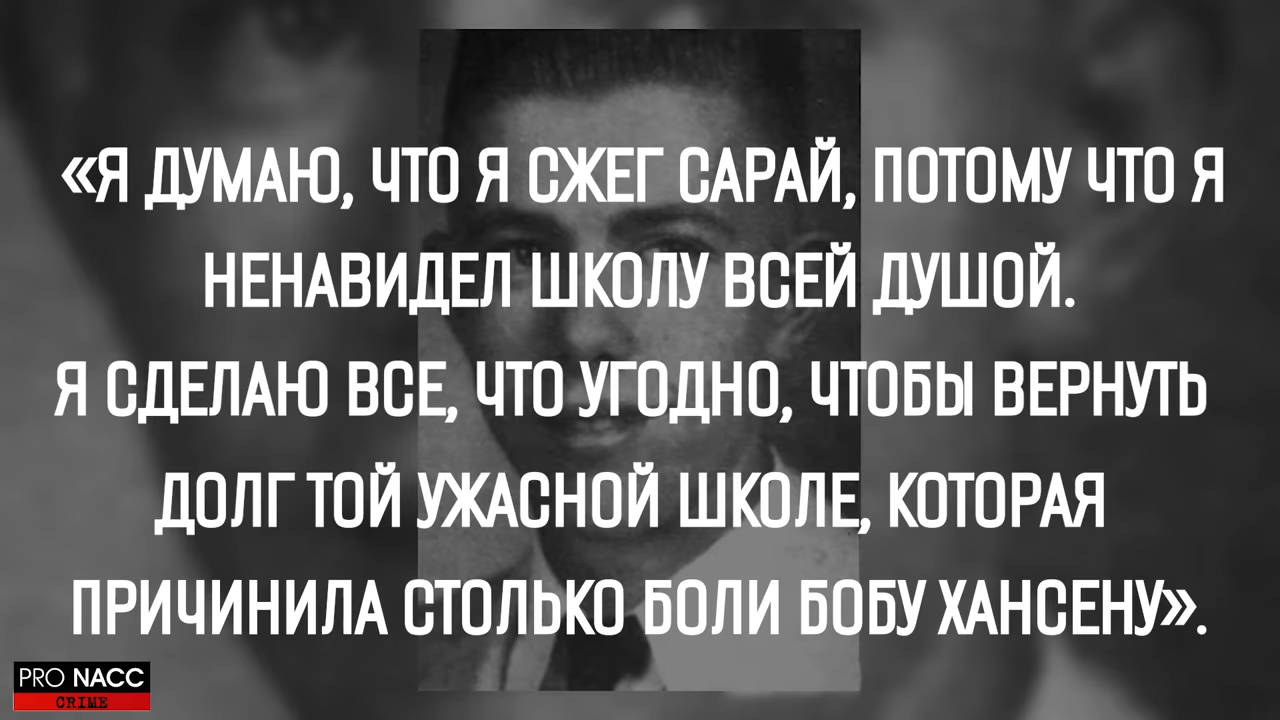 «Я ДУМАЮ, ЧТО Я СЖЕГ САРАЙ, ПОТОМУ ЧТО Я
НЕНАВИДЕЛ ШКОЛУ ВСЕЙ ДУШОЙ.
Я СДЕЛАЮ ВСЕ, ЧТО УГОДНО, ЧТОБЫ ВЕРНУТЬ
ДОЛГ ТОЙ УЖАСНОЙ ШКОЛЕ, КОТОРАЯ
ПРИЧИНИЛА СТОЛЬКО БОЛИ БОБУ ХАНСЕНУ».
PRO NACC
CRIME